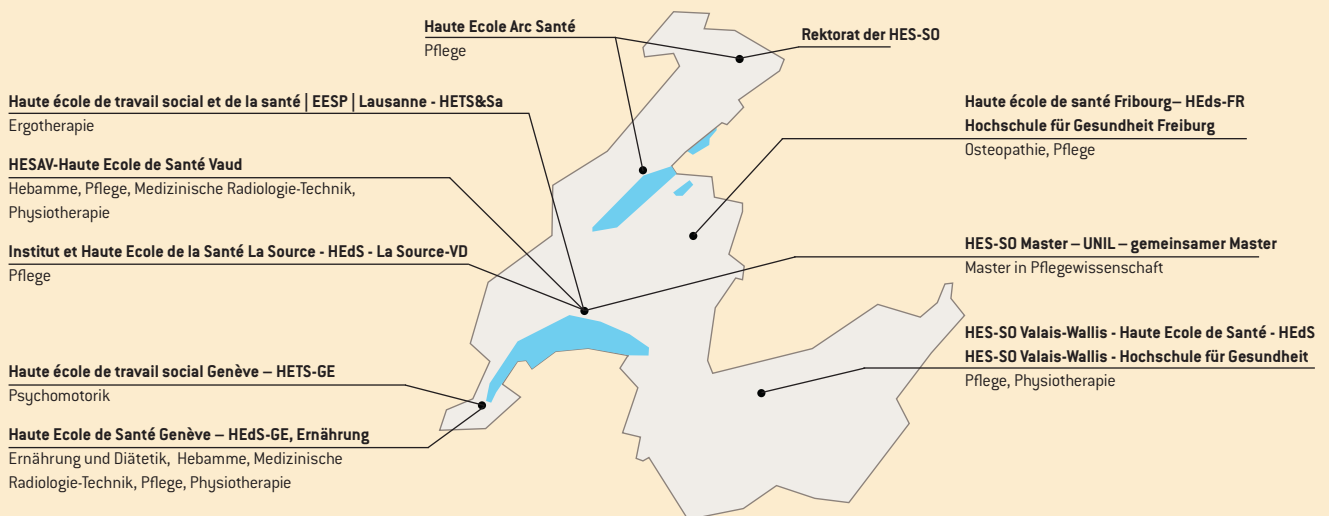 Haute Ecole Arc Santé
Pflege
Rektorat der HES-SO
Haute école de travail social et de la santé | EESP | Lausanne - HETS&Sa
Ergotherapie
HESAV-Haute Ecole de Santé Vaud
Hebamme, Pflege, Medizinische Radiologie-Technik,
Physiotherapie
Institut et Haute Ecole de la Santé La Source - HEdS - La Source-VD
Pflege
Haute école de travail social Genève – HETS-GE
Psychomotorik
Haute Ecole de Santé Genève – HEdS-GE, Ernährung
Ernährung und Diätetik, Hebamme, Medizinische
Radiologie-Technik, Pflege, Physiotherapie
Haute école de santé Fribourg– HEds-FR
Hochschule für Gesundheit Freiburg
Osteopathie, Pflege
HES-SO Master – UNIL – gemeinsamer Master
Master in Pflegewissenschaft
HES-SO Valais-Wallis - Haute Ecole de Santé - HEdS
HES-SO Valais-Wallis - Hochschule für Gesundheit
Pflege, Physiotherapie